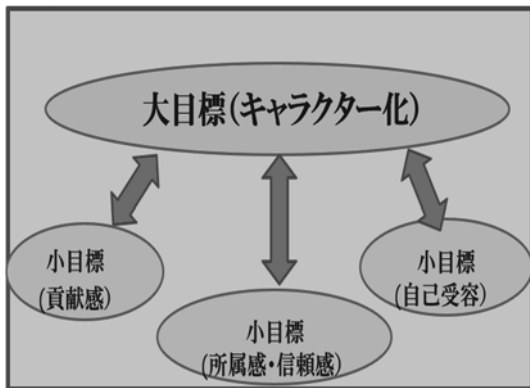 大目標(キャラクター化)
小目標
(貢献感)
小目標
(所属感・信頼感)
小目標
(自己受容)